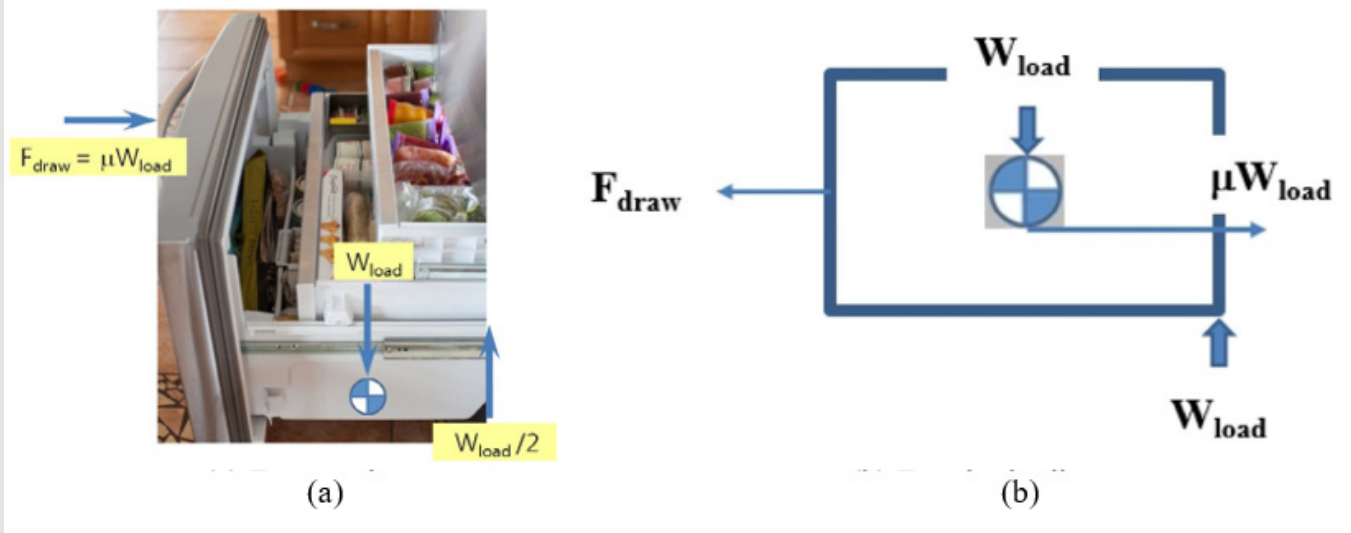 F_draw = μW_load
W_load
W_load /2
(a)
W_load
F_draw
μW_load
W_load
(b)